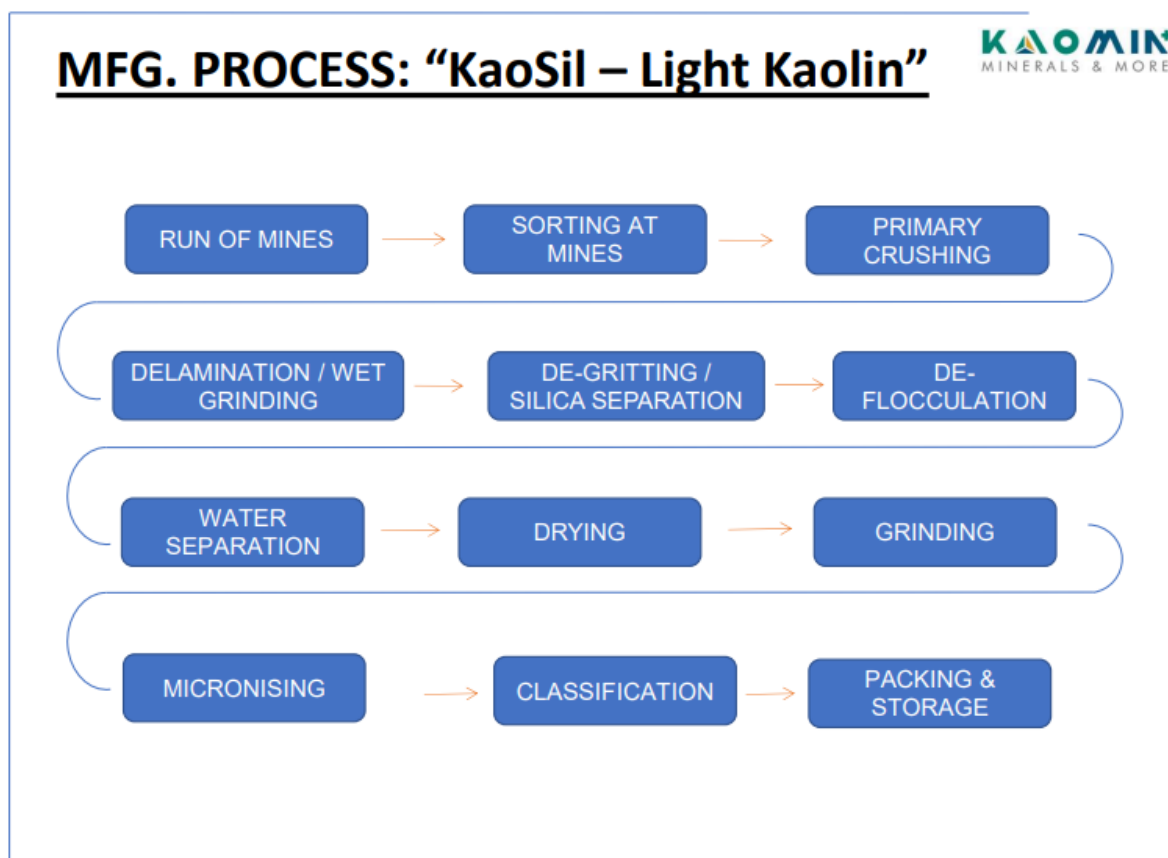 MFG. PROCESS: “KaoSil – Light Kaolin”
KAOMIN
MINERALS & MORE
RUN OF MINES
SORTING AT
MINES
PRIMARY
CRUSHING
DELAMINATION / WET
GRINDING
DE-GRITTING /
SILICA SEPARATION
DE-
FLOCCULATION
WATER
SEPARATION
DRYING
GRINDING
MICRONISING
CLASSIFICATION
PACKING &
STORAGE